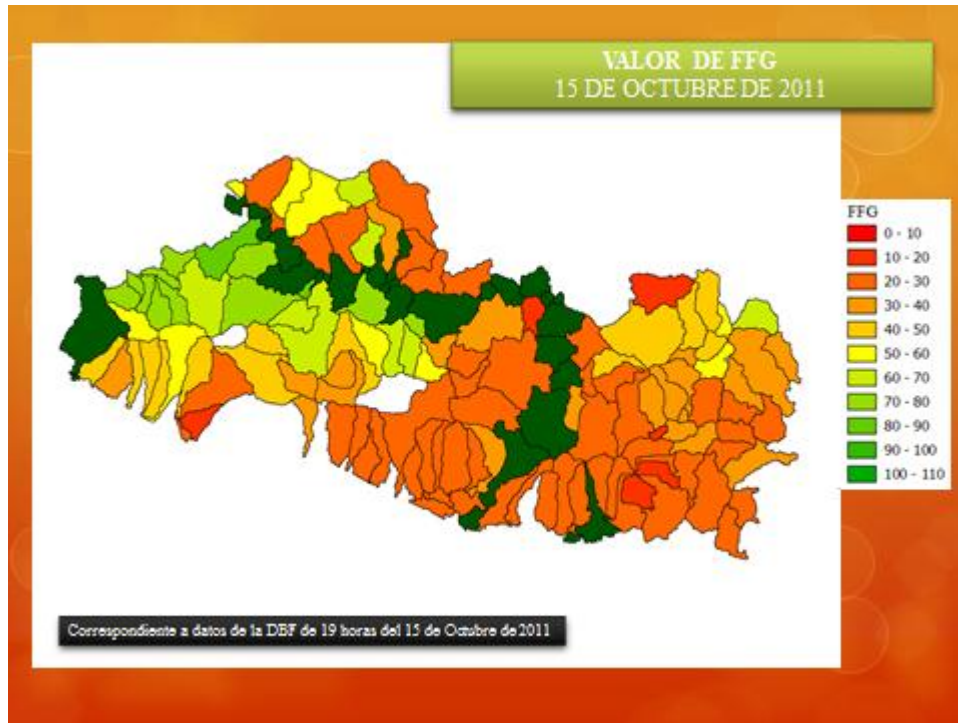 VALOR DE FFG
15 DE OCTUBRE DE 2011
FFG
0 - 10
10 - 20
20 - 30
30 - 40
40 - 50
50 - 60
60 - 70
70 - 80
80 - 90
90 - 100
100 - 110
Correspondiente a datos de la DBF de 19 horas del 15 de Octubre de 2011